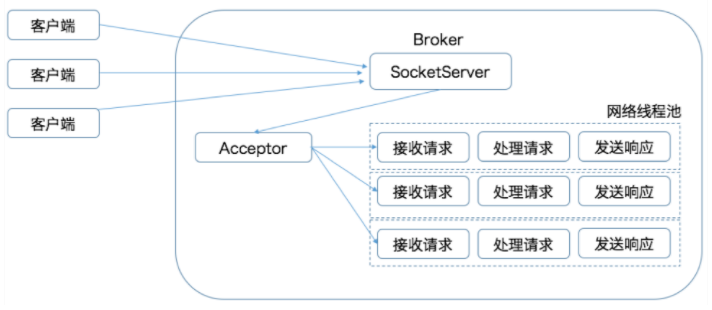 客户端
客户端
客户端
Broker
SocketServer
网络线程池
Acceptor
接收请求 处理请求 发送响应
接收请求 处理请求 发送响应
接收请求 处理请求 发送响应